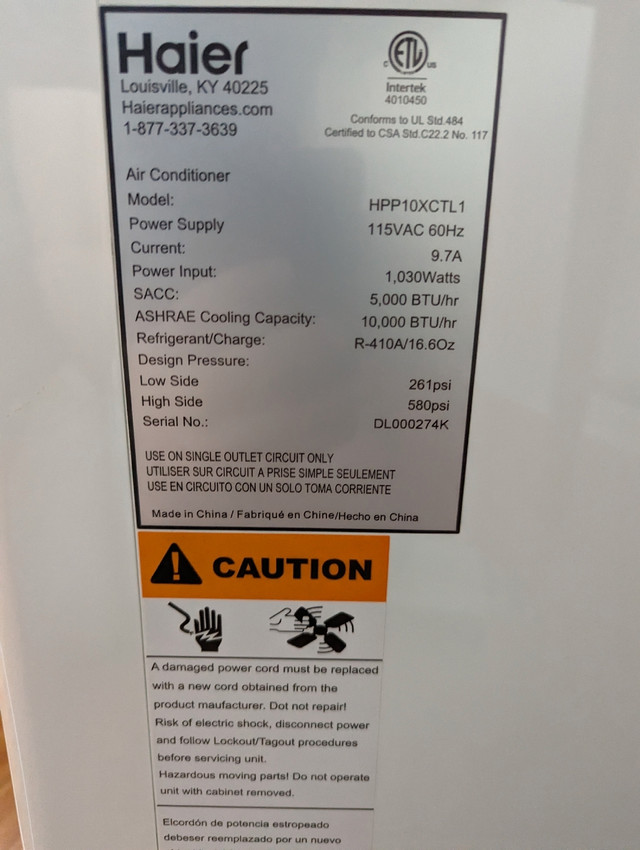 Haier
Louisville, KY 40225
Haierappliances.com
1-877-337-3639
ETL
C US
Intertek
4010450
Conforms to UL Std.484
Certified to CSA Std.C22.2 No. 117
Air Conditioner
Model: HPP10XCTL1
Power Supply 115VAC 60Hz
Current: 9.7A
Power Input: 1,030Watts
SACC: 5,000 BTU/hr
ASHRAE Cooling Capacity: 10,000 BTU/hr
Refrigerant/Charge: R-410A/16.6Oz
Design Pressure:
Low Side 261psi
High Side 580psi
Serial No.: DL000274K
USE ON SINGLE OUTLET CIRCUIT ONLY
UTILISER SUR CIRCUIT A PRISE SIMPLE SEULEMENT
USE EN CIRCUITO CON UN SOLO TOMA CORRIENTE
Made in China / Fabriqué en Chine/Hecho en China
CAUTION
A damaged power cord must be replaced
with a new cord obtained from the
product maufacturer. Dot not repair!
Risk of electric shock, disconnect power
and follow Lockout/Tagout procedures
before servicing unit.
Hazardous moving parts! Do not operate
unit with cabinet removed.
Elcordón de potencia estropeado
debeser reemplazado por un nuevo